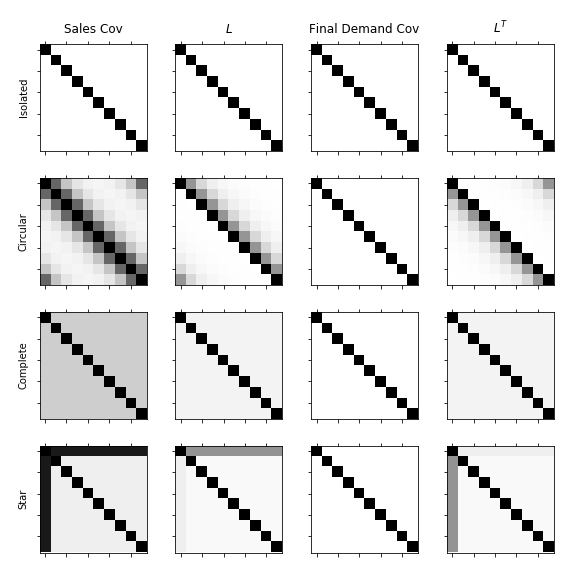 Sales Cov
L
Final Demand Cov
L^T
Isolated
Circular
Complete
Star